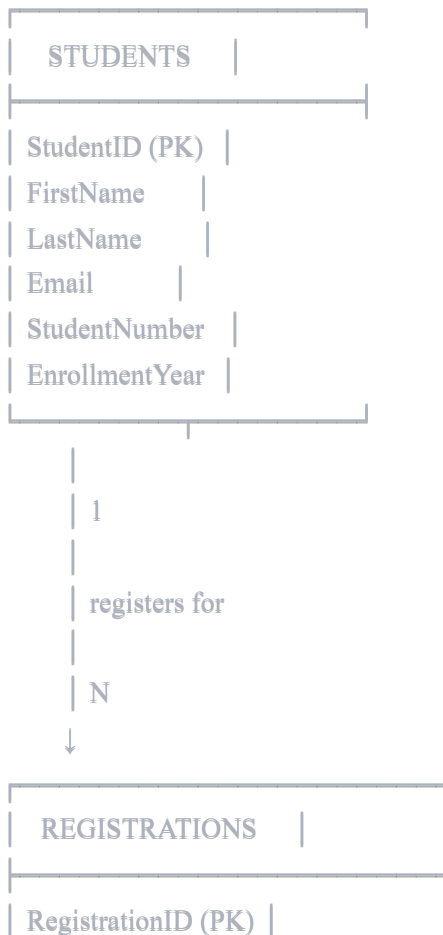 STUDENTS
StudentID (PK)
FirstName
LastName
Email
StudentNumber
EnrollmentYear
1
registers for
N
REGISTRATIONS
RegistrationID (PK)